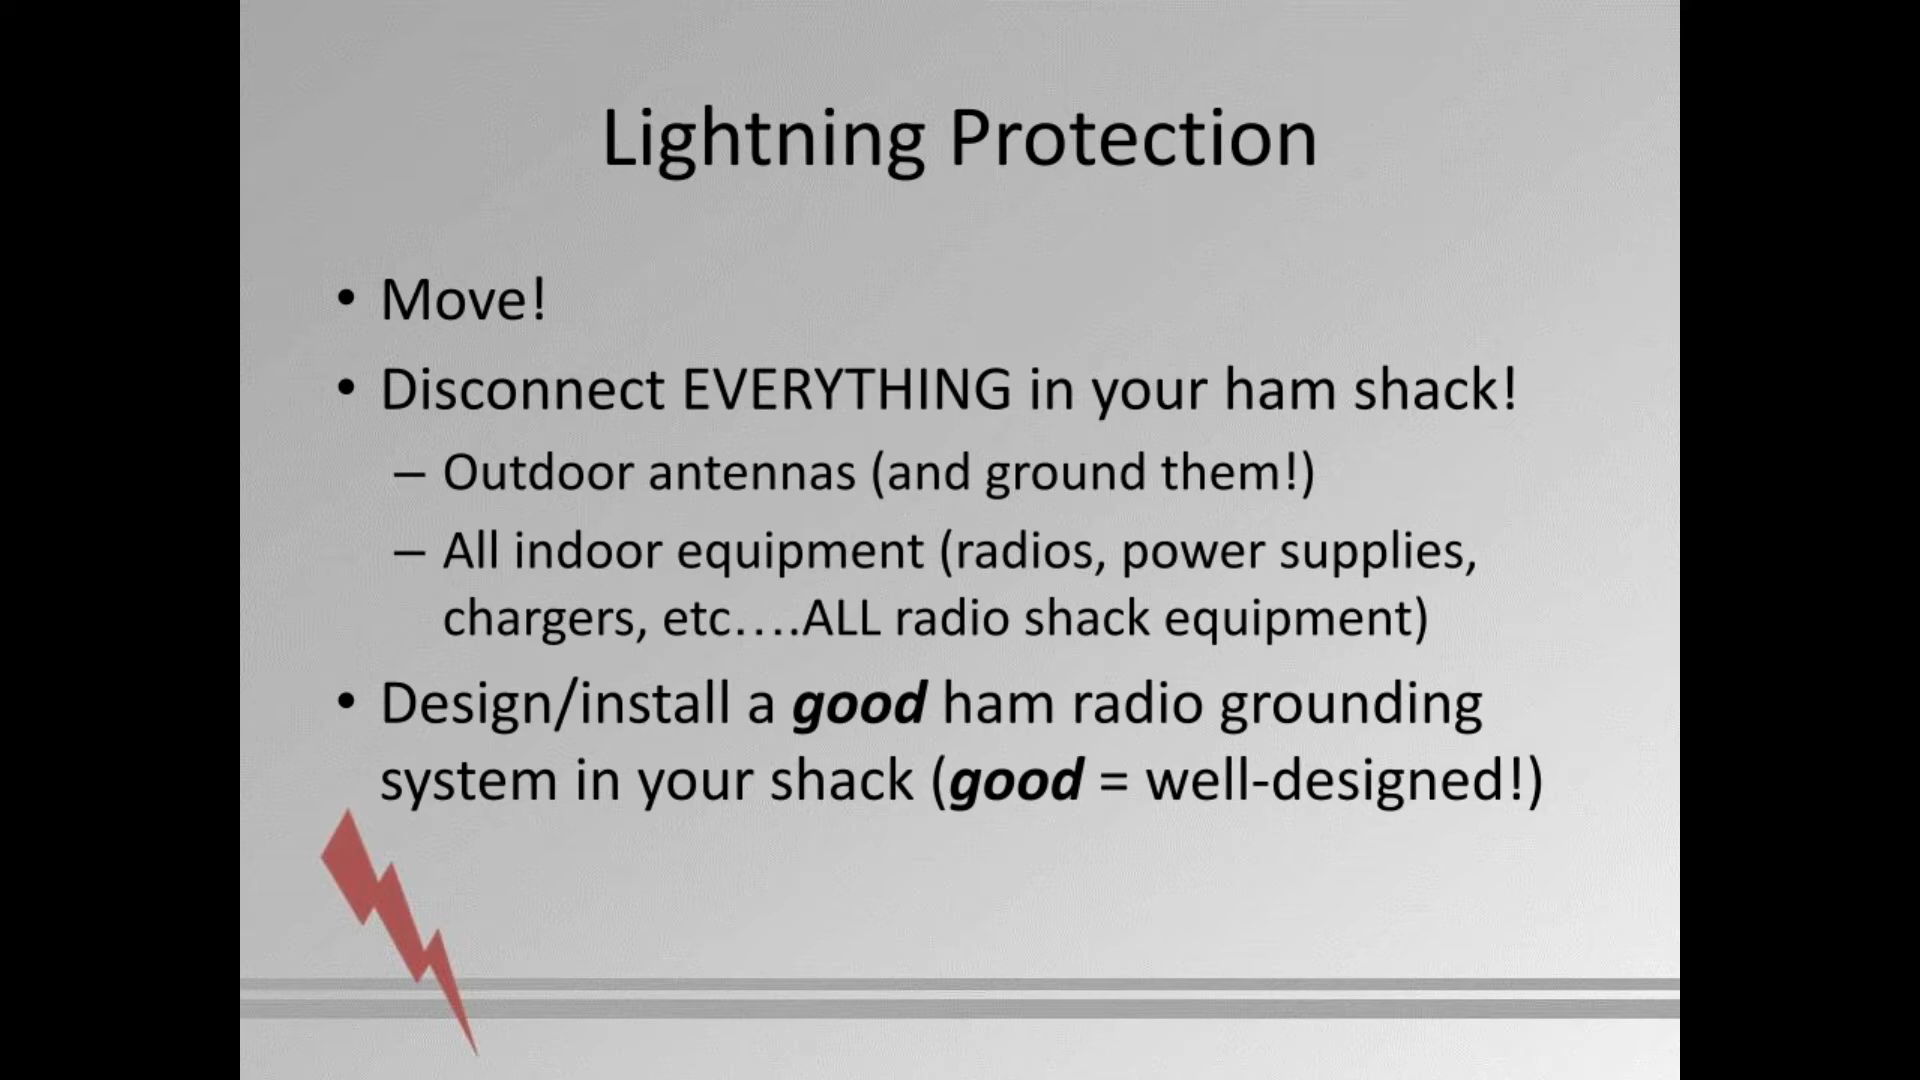 Lightning Protection
• Move!
• Disconnect EVERYTHING in your ham shack!
– Outdoor antennas (and ground them!)
– All indoor equipment (radios, power supplies,
chargers, etc….ALL radio shack equipment)
• Design/install a good ham radio grounding
system in your shack (good = well-designed!)